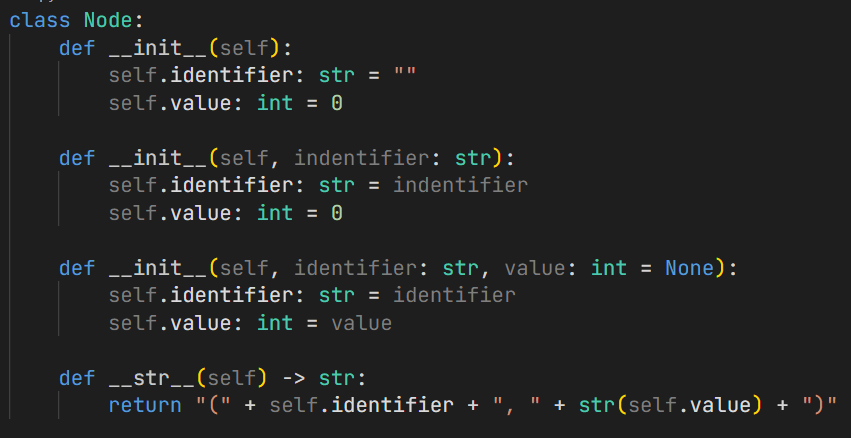 class Node:
    def __init__(self):
        self.identifier: str = ""
        self.value: int = 0

    def __init__(self, indentifier: str):
        self.identifier: str = indentifier
        self.value: int = 0

    def __init__(self, identifier: str, value: int = None):
        self.identifier: str = identifier
        self.value: int = value

    def __str__(self) -> str:
        return "(" + self.identifier + ", " + str(self.value) + ")"